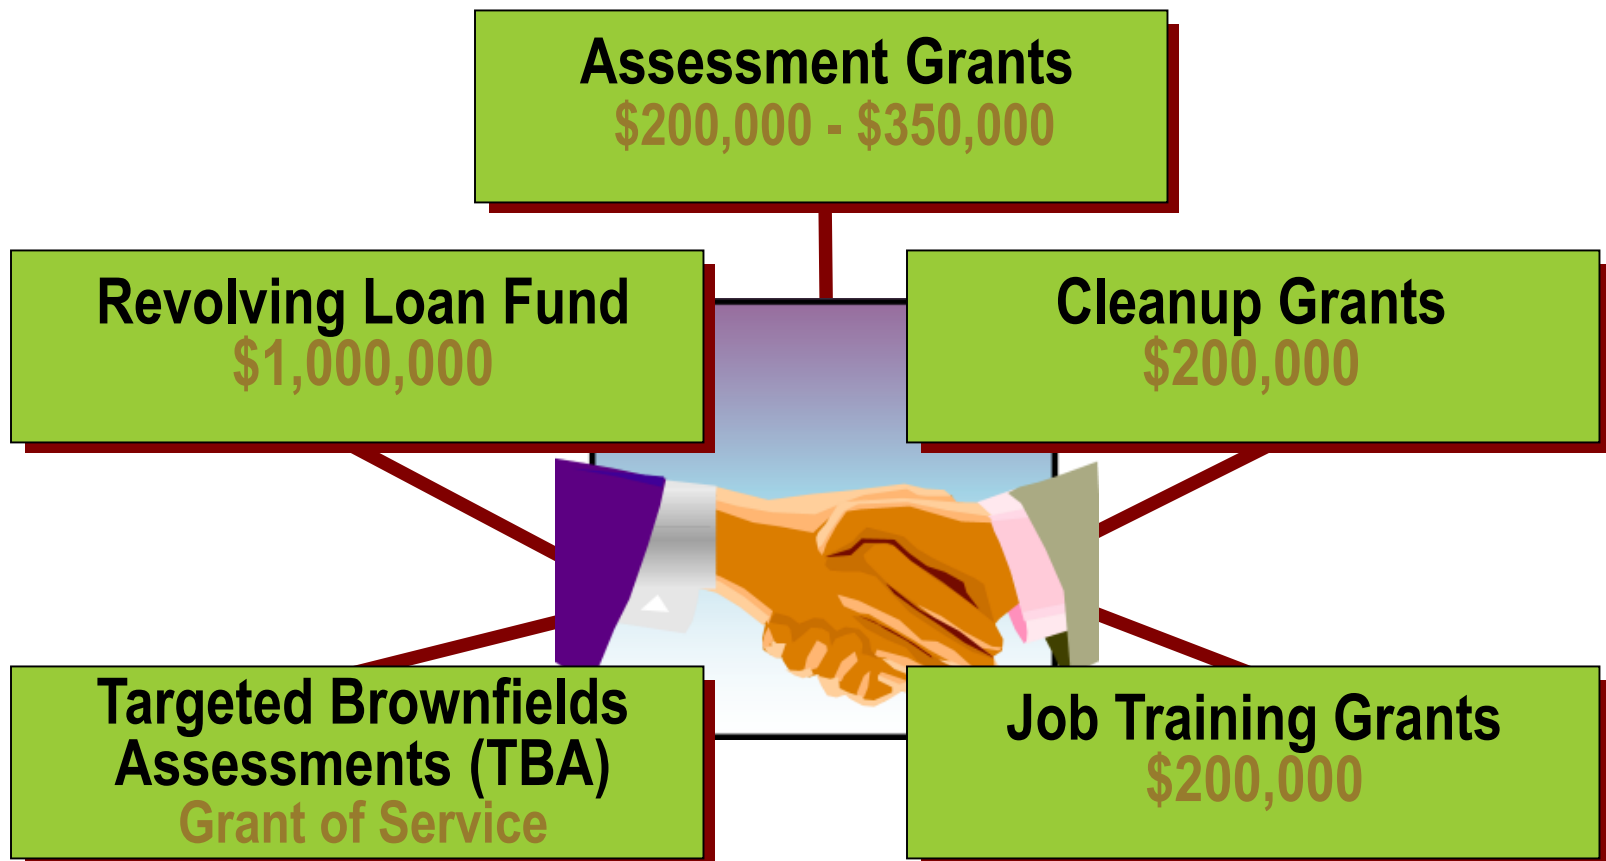 Assessment Grants
$200,000 - $350,000
Revolving Loan Fund
$1,000,000
Cleanup Grants
$200,000
Targeted Brownfields
Assessments (TBA)
Grant of Service
Job Training Grants
$200,000